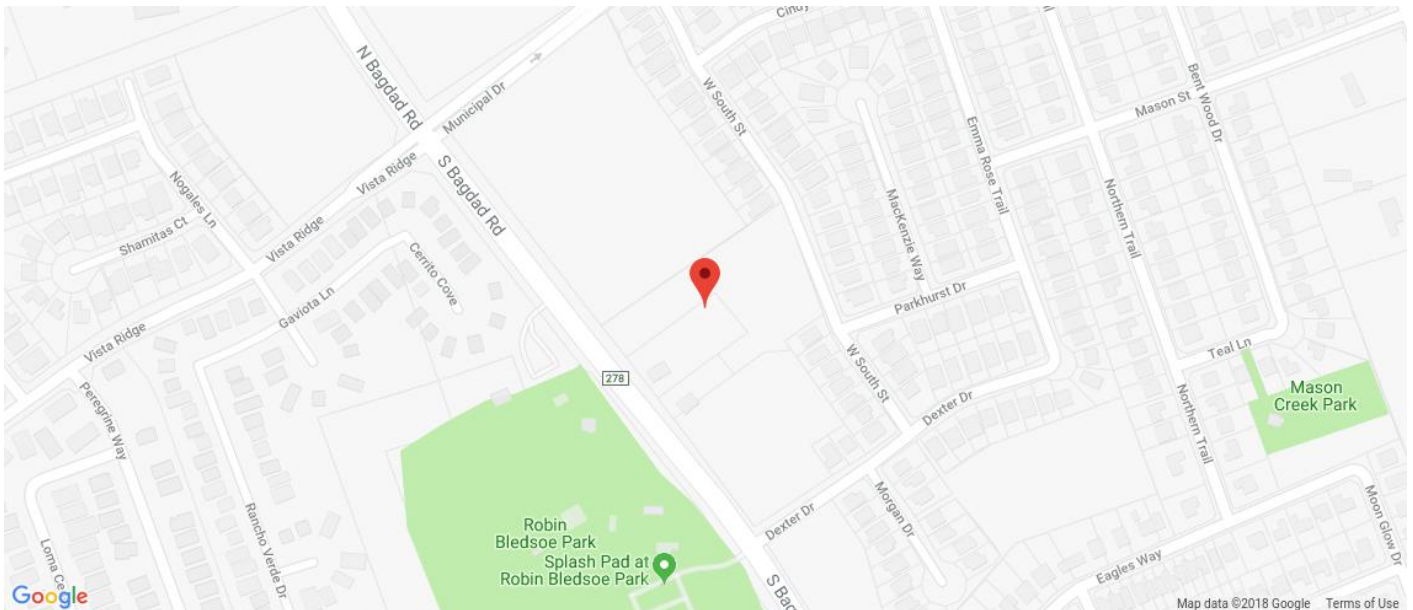 Cindy
N Bagdad Rd
Municipal Dr
W South St
Bent Wood Dr
Mason St
Emma Rose Trail
Vista Ridge
S Bagdad Rd
Nogales Ln
Northern Trail
MacKenzie Way
Shamitas Ct
Vista Ridge
Cerrito Cove
Gaviota Ln
Parkhurst Dr
Vista Ridge
Teal Ln
W South St
278
Mason
Creek Park
Peregrine Way
Dexter Dr
Northern Trail
Rancho Verde Dr
Morgan Dr
Moon Glow Dr
Dexter Dr
Robin
Bledsoe Park
Splash Pad at
Robin Bledsoe Park
Eagles Way
Loma Ce
S Bag
Google
Map data ©2018 Google
Terms of Use